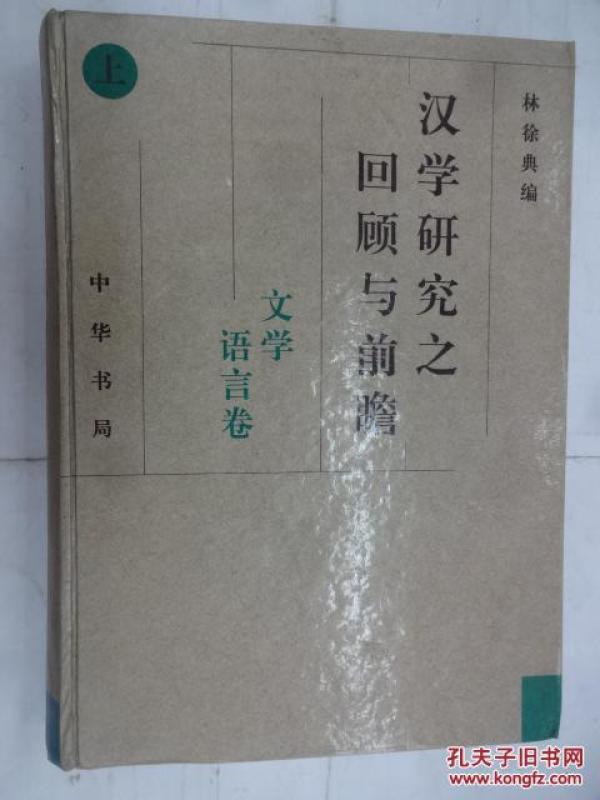 林徐典编
汉学研究之
回顾与前瞻
文学
语言卷
上
中华书局
孔夫子旧书网
www.kongfz.com